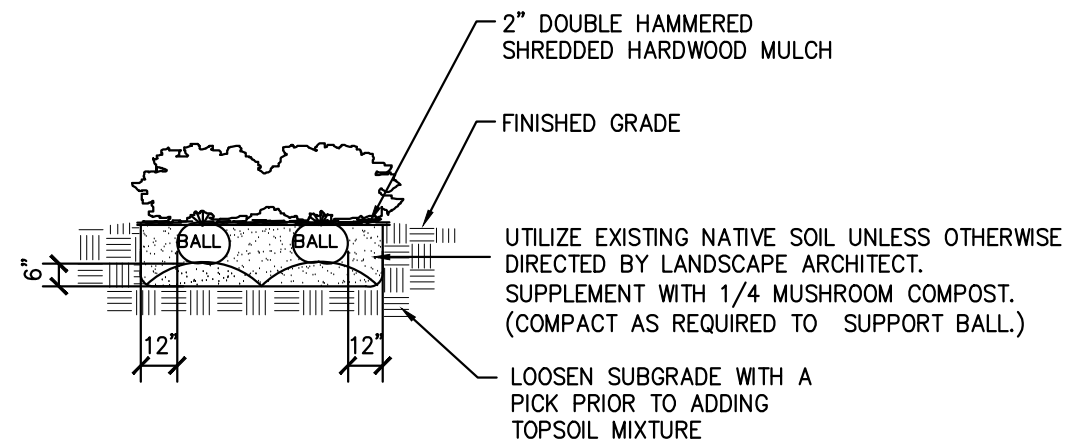 2” DOUBLE HAMMERED
SHREDDED HARDWOOD MULCH
FINISHED GRADE
BALL BALL
UTILIZE EXISTING NATIVE SOIL UNLESS OTHERWISE
DIRECTED BY LANDSCAPE ARCHITECT.
SUPPLEMENT WITH 1/4 MUSHROOM COMPOST.
(COMPACT AS REQUIRED TO SUPPORT BALL.)
6”
12” 12”
LOOSEN SUBGRADE WITH A
PICK PRIOR TO ADDING
TOPSOIL MIXTURE